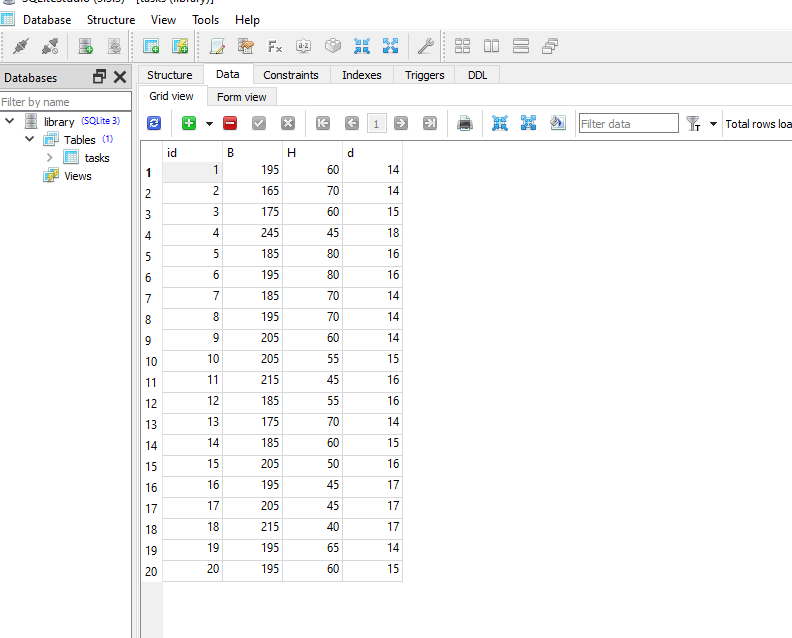 SQLiteStudio (3.3.3) - [tasks (library)]
Database Structure View Tools Help
Databases
Structure Data Constraints Indexes Triggers DDL
Filter by name
Grid view Form view
library (SQLite 3)
Tables (1)
tasks
Views
1 Filter data Total rows loa
id B H d
1 1 195 60 14
2 2 165 70 14
3 3 175 60 15
4 4 245 45 18
5 5 185 80 16
6 6 195 80 16
7 7 185 70 14
8 8 195 70 14
9 9 205 60 14
10 10 205 55 15
11 11 215 45 16
12 12 185 55 16
13 13 175 70 14
14 14 185 60 15
15 15 205 50 16
16 16 195 45 17
17 17 205 45 17
18 18 215 40 17
19 19 195 65 14
20 20 195 60 15